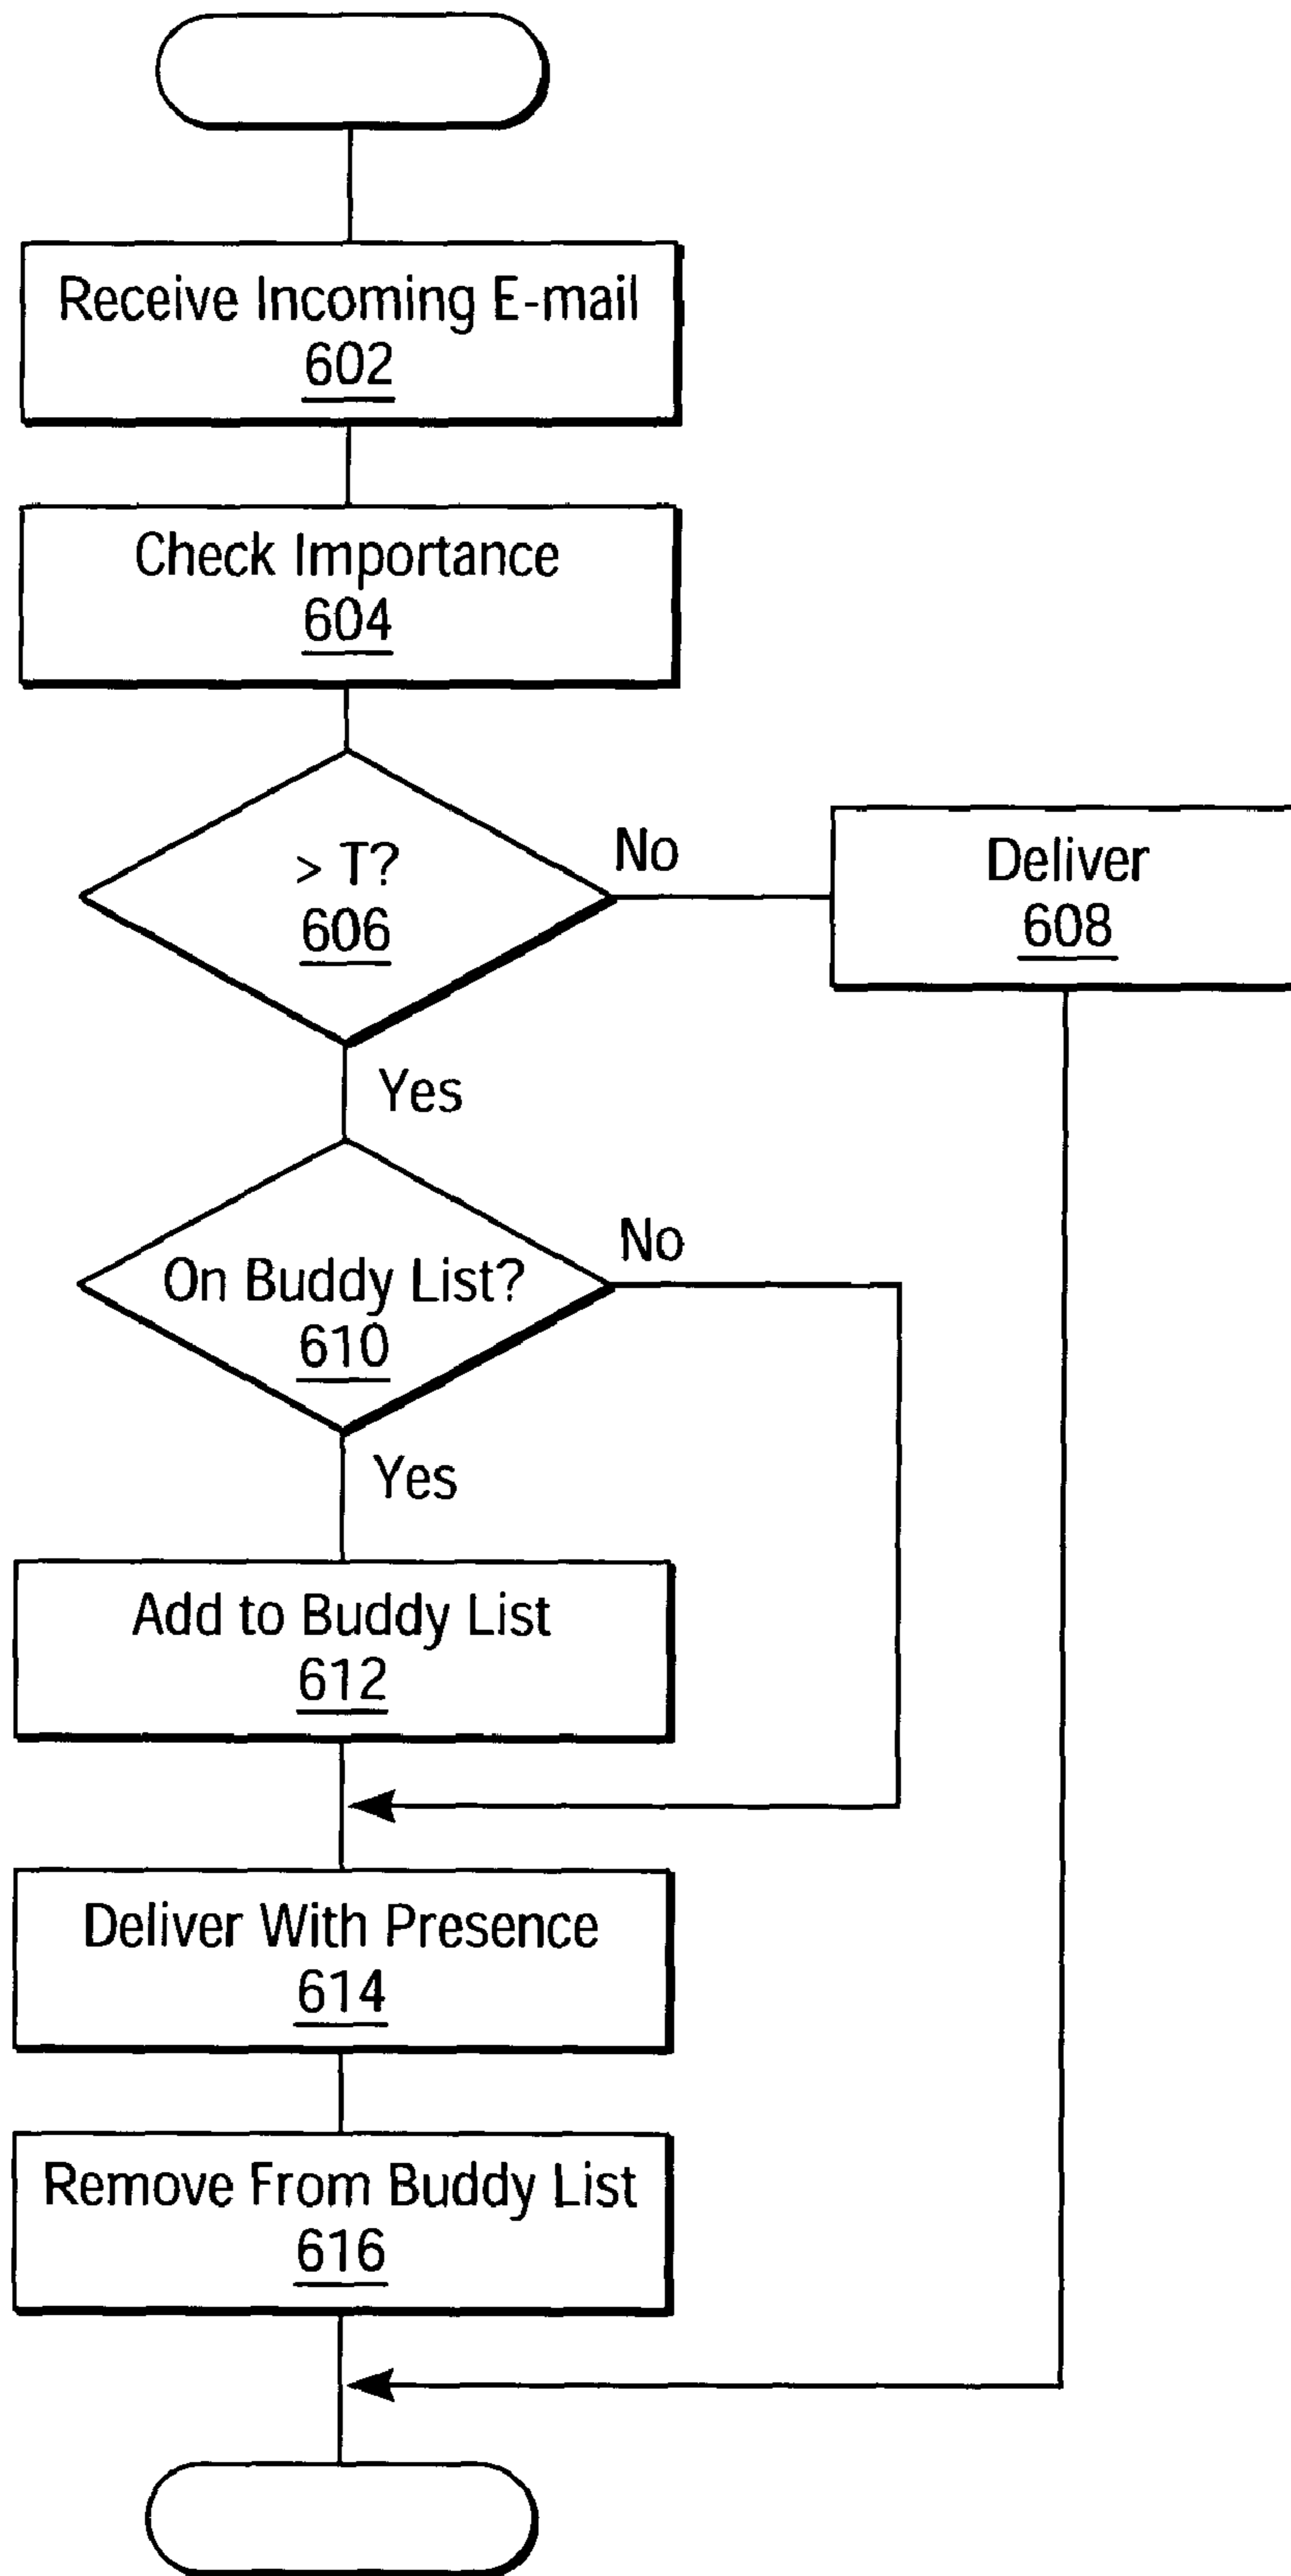 Receive Incoming E-mail
602
Check Importance
604
> T?
606
No
Deliver
608
Yes
On Buddy List?
610
No
Yes
Add to Buddy List
612
Deliver With Presence
614
Remove From Buddy List
616